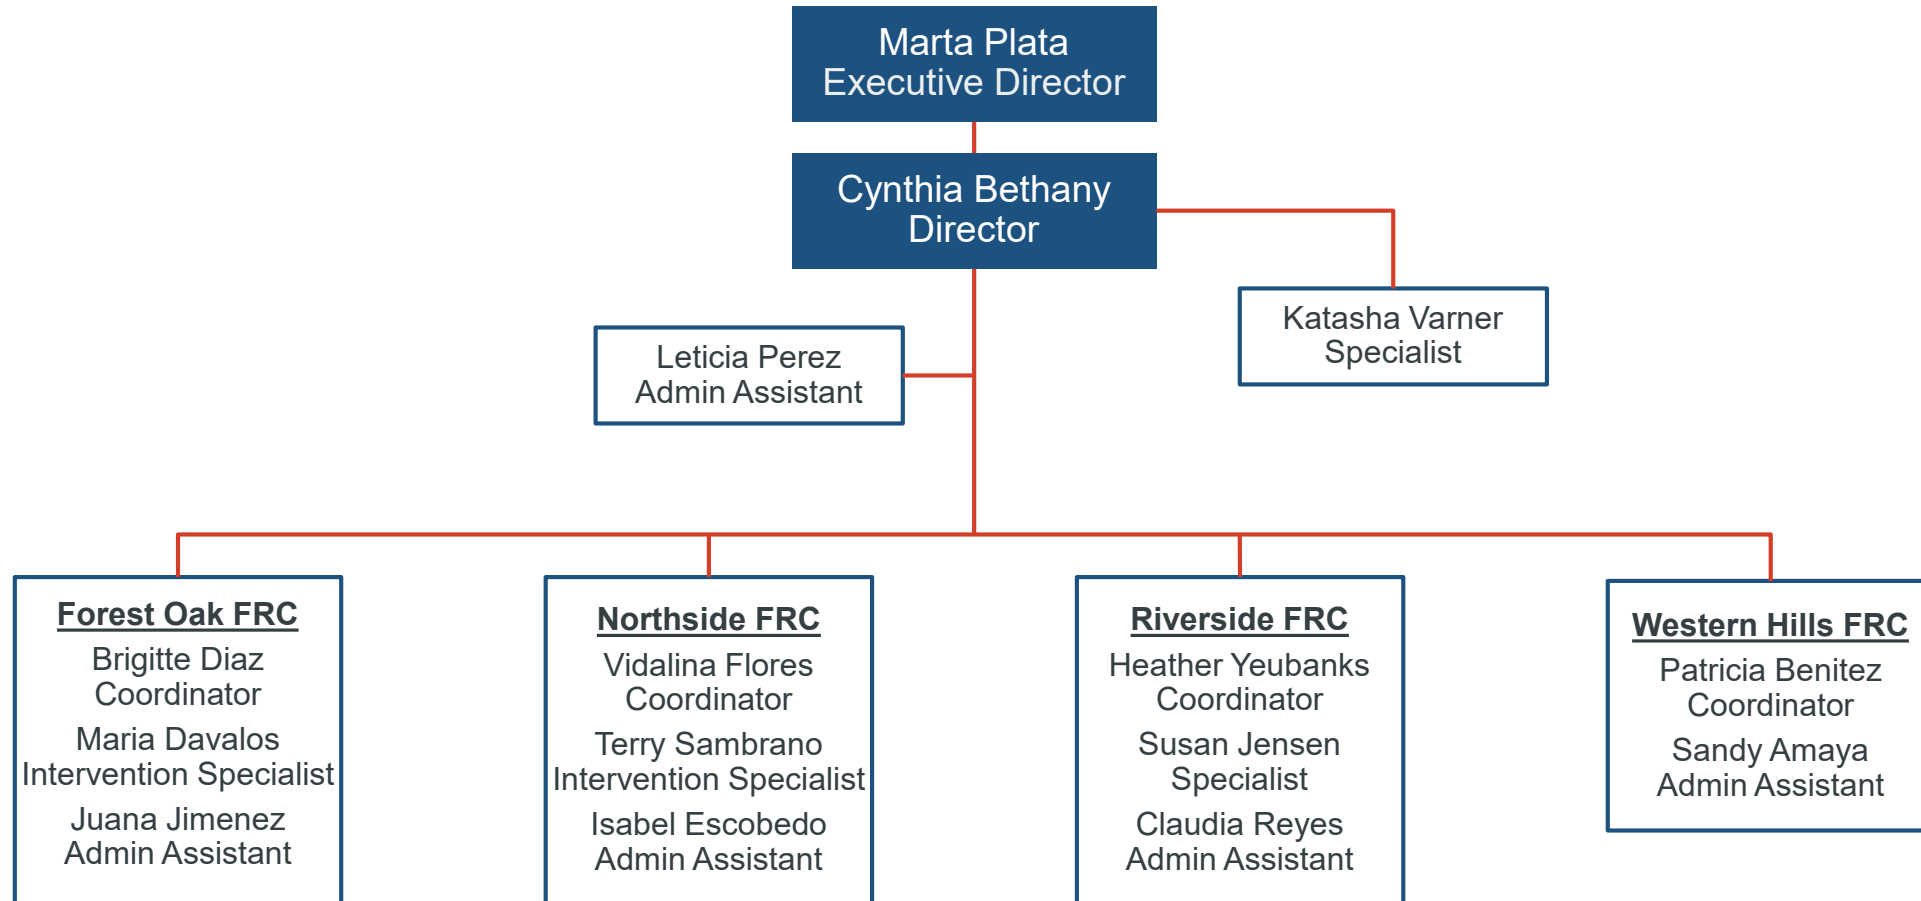 Marta Plata
Executive Director
Cynthia Bethany
Director
Katasha Varner
Specialist
Leticia Perez
Admin Assistant
Forest Oak FRC
Brigitte Diaz
Coordinator
Maria Davalos
Intervention Specialist
Juana Jimenez
Admin Assistant
Northside FRC
Vidalina Flores
Coordinator
Terry Sambrano
Intervention Specialist
Isabel Escobedo
Admin Assistant
Riverside FRC
Heather Yeubanks
Coordinator
Susan Jensen
Specialist
Claudia Reyes
Admin Assistant
Western Hills FRC
Patricia Benitez
Coordinator
Sandy Amaya
Admin Assistant